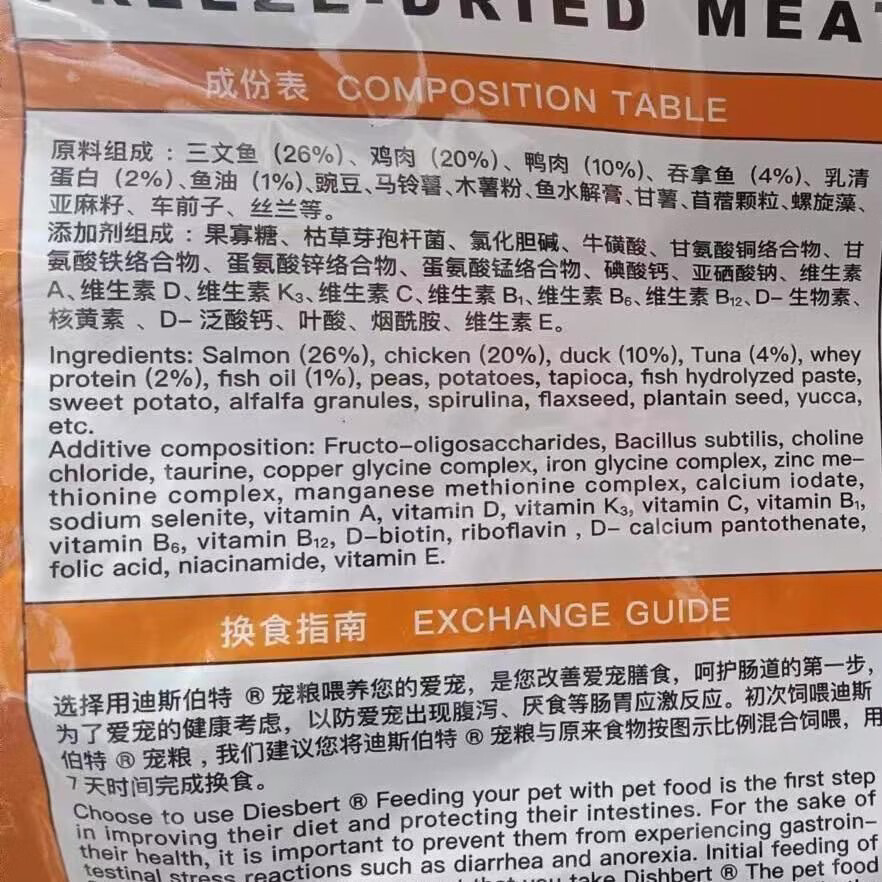 FREEZE-DRIED MEAT
成份表 COMPOSITION TABLE
原料组成：三文鱼（26%）、鸡肉（20%）、鸭肉（10%）、吞拿鱼（4%）、乳清
蛋白（2%）、鱼油（1%）、豌豆、马铃薯、木薯粉、鱼水解膏、甘薯、苜蓿颗粒、螺旋藻、
亚麻籽、车前子、丝兰等。
添加剂组成：果寡糖、枯草芽孢杆菌、氯化胆碱、牛磺酸、甘氨酸铜络合物、甘
氨酸铁络合物、蛋氨酸锌络合物、蛋氨酸锰络合物、碘酸钙、亚硒酸钠、维生素
A、维生素 D、维生素 K₃、维生素 C、维生素 B₁、维生素 B₆、维生素 B₁₂、D- 生物素、
核黄素 、D- 泛酸钙、叶酸、烟酰胺、维生素 E。
Ingredients: Salmon (26%), chicken (20%), duck (10%), Tuna (4%), whey
protein (2%), fish oil (1%), peas, potatoes, tapioca, fish hydrolyzed paste,
sweet potato, alfalfa granules, spirulina, flaxseed, plantain seed, yucca,
etc.
Additive composition: Fructo-oligosaccharides, Bacillus subtilis, choline
chloride, taurine, copper glycine complex, iron glycine complex, zinc me-
thionine complex, manganese methionine complex, calcium iodate,
sodium selenite, vitamin A, vitamin D, vitamin K₃, vitamin C, vitamin B₁,
vitamin B₆, vitamin B₁₂, D-biotin, riboflavin , D- calcium pantothenate,
folic acid, niacinamide, vitamin E.
换食指南 EXCHANGE GUIDE
选择用迪斯伯特 ® 宠粮喂养您的爱宠，是您改善爱宠膳食，呵护肠道的第一步，
为了爱宠的健康考虑，以防爱宠出现腹泻、厌食等肠胃应激反应。初次饲喂迪斯
伯特 ® 宠粮，我们建议您将迪斯伯特 ® 宠粮与原来食物按图示比例混合饲喂，用
7 天时间完成换食。
Choose to use Diesbert ® Feeding your pet with pet food is the first step
in improving their diet and protecting their intestines. For the sake of
their health, it is important to prevent them from experiencing gastroin-
testinal stress reactions such as diarrhea and anorexia. Initial feeding of
that you take Dishbert ® The pet food